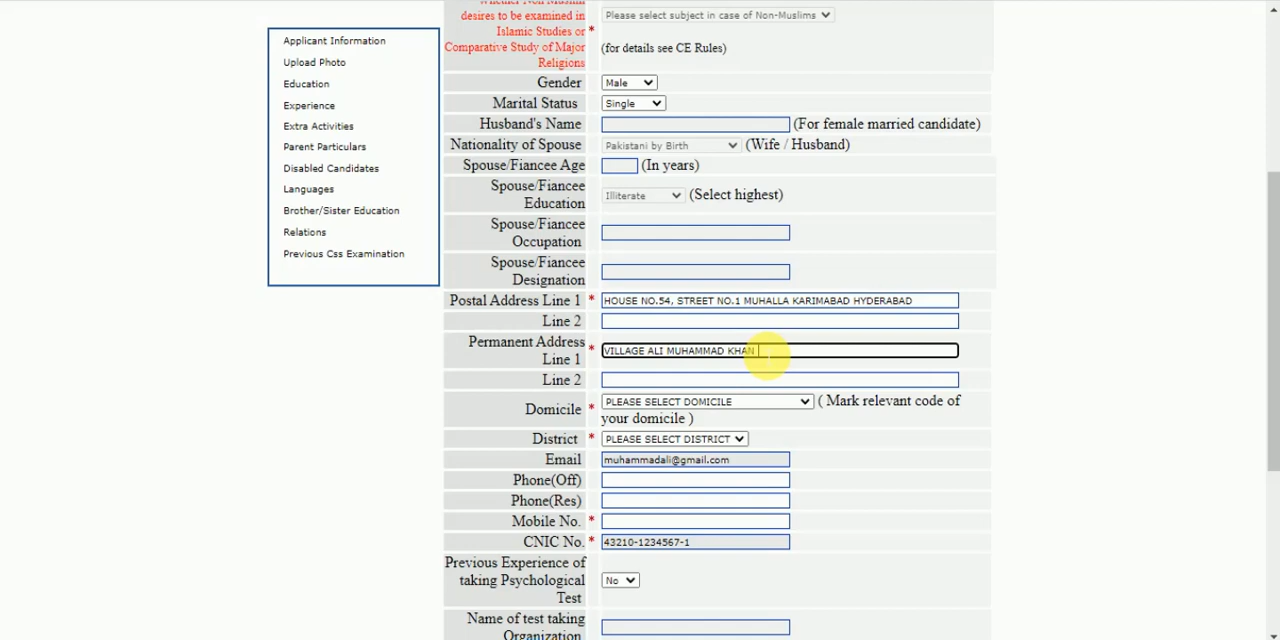 Applicant Information
Upload Photo
Education
Experience
Extra Activities
Parent Particulars
Disabled Candidates
Languages
Brother/Sister Education
Relations
Previous Css Examination
Whether Non Muslim
desires to be examined in
Islamic Studies or *
Comparative Study of Major
Religions
Please select subject in case of Non-Muslims
(for details see CE Rules)
Gender Male
Marital Status Single
Husband's Name (For female married candidate)
Nationality of Spouse Pakistani by Birth (Wife / Husband)
Spouse/Fiancee Age (In years)
Spouse/Fiancee
Education
Illiterate (Select highest)
Spouse/Fiancee
Occupation
Spouse/Fiancee
Designation
Postal Address Line 1 * HOUSE NO.54, STREET NO.1 MUHALLA KARIMABAD HYDERABAD
Line 2
Permanent Address
Line 1
* VILLAGE ALI MUHAMMAD KHAN
Line 2
Domicile * PLEASE SELECT DOMICILE ( Mark relevant code of
your domicile )
District * PLEASE SELECT DISTRICT
Email muhammadali@gmail.com
Phone(Off)
Phone(Res)
Mobile No. *
CNIC No. * 43210-1234567-1
Previous Experience of
taking Psychological
Test
No
Name of test taking
Organization